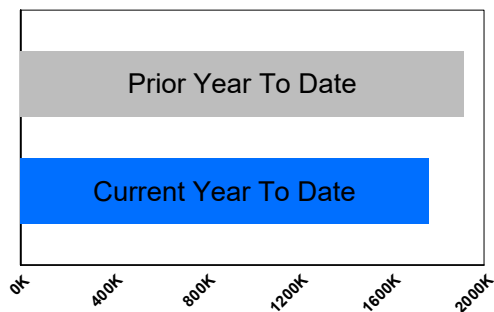 Prior Year To Date
Current Year To Date
0K 400K 800K 1200K 1600K 2000K